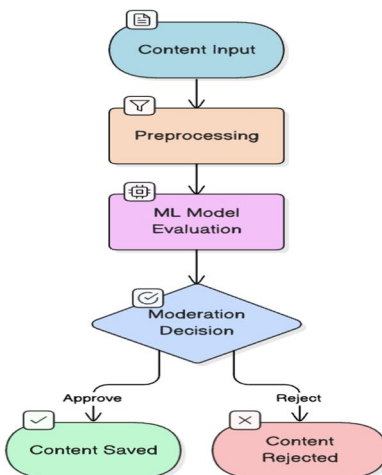 Content Input
Preprocessing
ML Model
Evaluation
Moderation
Decision
Approve
Reject
Content Saved
Content
Rejected